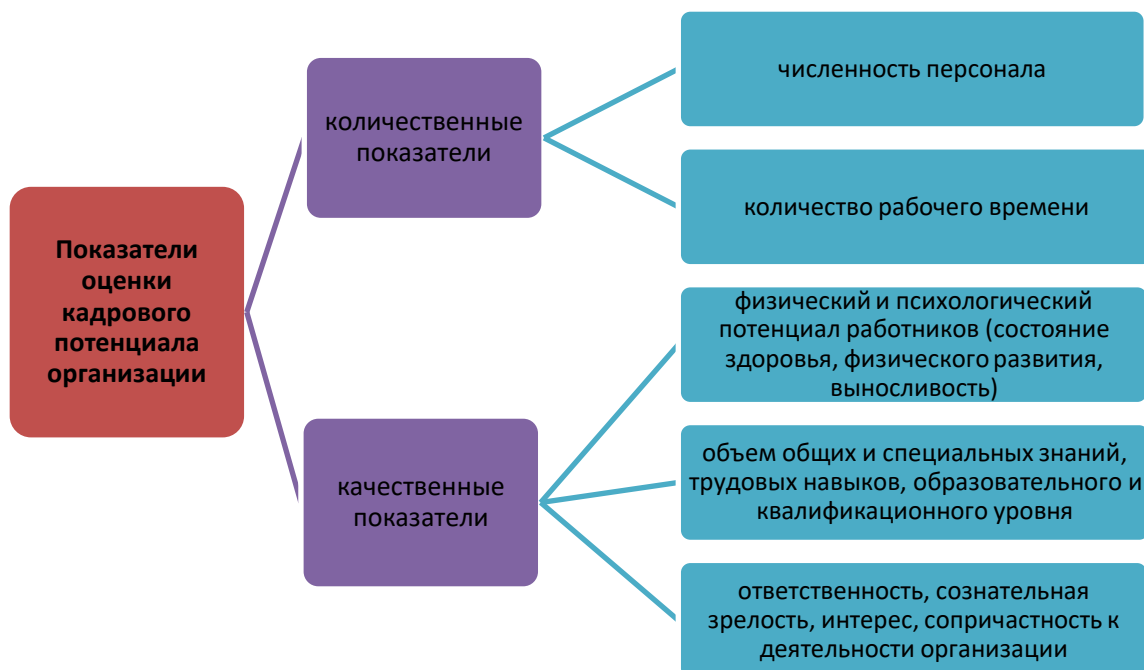 Показатели
оценки
кадрового
потенциала
организации
количественные
показатели
численность персонала
количество рабочего времени
качественные
показатели
физический и психологический
потенциал работников (состояние
здоровья, физического развития,
выносливость)
объем общих и специальных знаний,
трудовых навыков, образовательного и
квалификационного уровня
ответственность, сознательная
зрелость, интерес, сопричастность к
деятельности организации